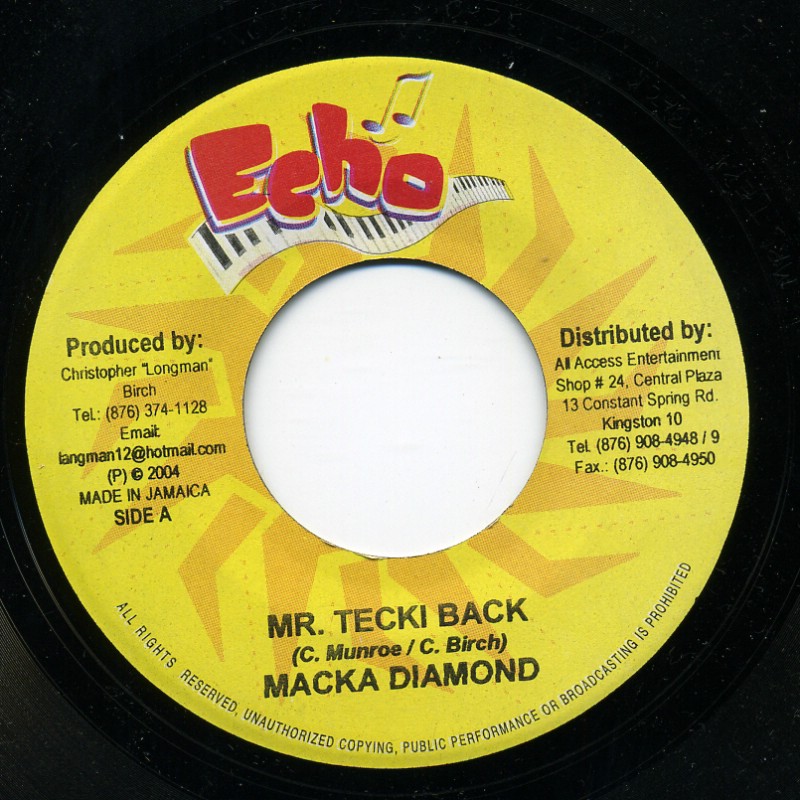 Echo
Produced by:
Christopher "Longman"
Birch
Tel.: (876) 374-1128
Email:
langman12@hotmail.com
(P) © 2004
MADE IN JAMAICA
SIDE A
Distributed by:
All Access Entertainment
Shop # 24, Central Plaza
13 Constant Spring Rd.
Kingston 10
Tel. (876) 908-4948 / 9
Fax.: (876) 908-4950
MR. TECKI BACK
(C. Munroe / C. Birch)
MACKA DIAMOND
ALL RIGHTS RESERVED, UNAUTHORIZED COPYING, PUBLIC PERFORMANCE OR BROADCASTING IS PROHIBITED